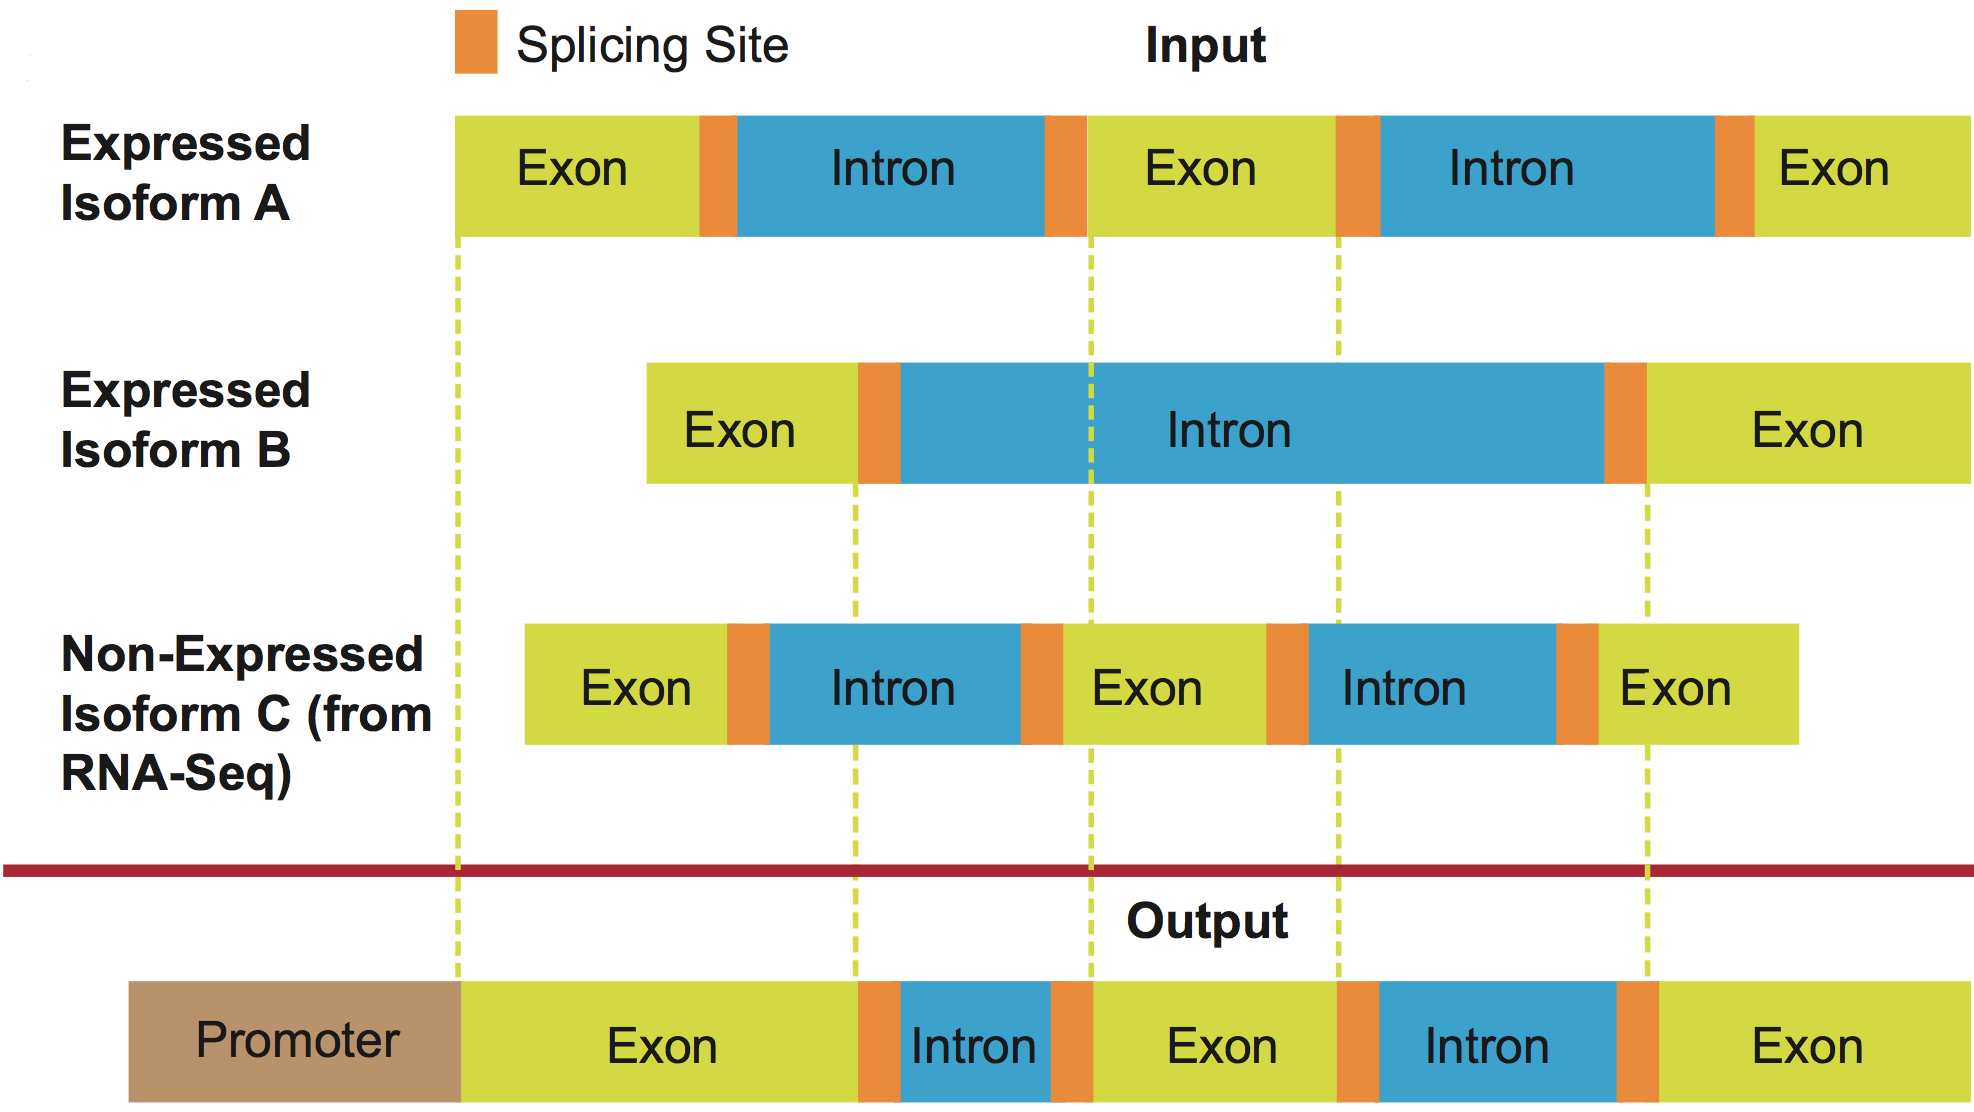 Splicing Site
Input
Expressed
Isoform A
Exon
Intron
Exon
Intron
Exon
Expressed
Isoform B
Exon
Intron
Exon
Non-Expressed
Isoform C (from
RNA-Seq)
Exon
Intron
Exon
Intron
Exon
Output
Promoter
Exon
Intron
Exon
Intron
Exon